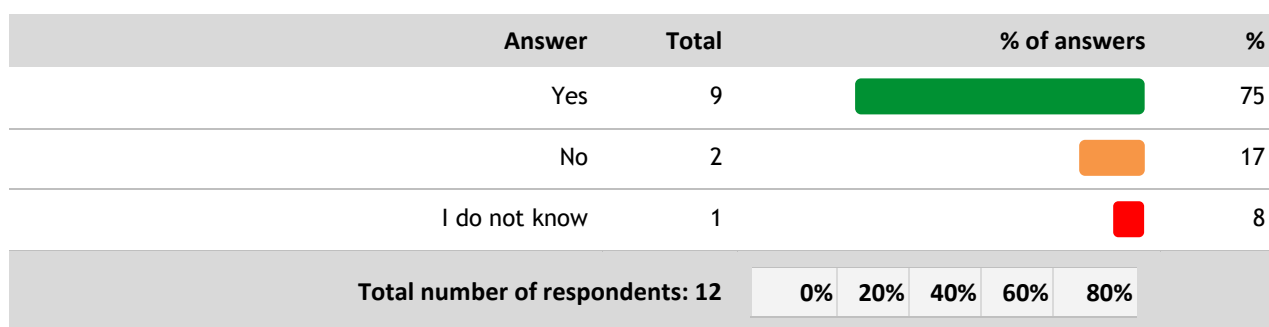 Answer Total % of answers %
Yes 9 75
No 2 17
I do not know 1 8
Total number of respondents: 12 0% 20% 40% 60% 80%